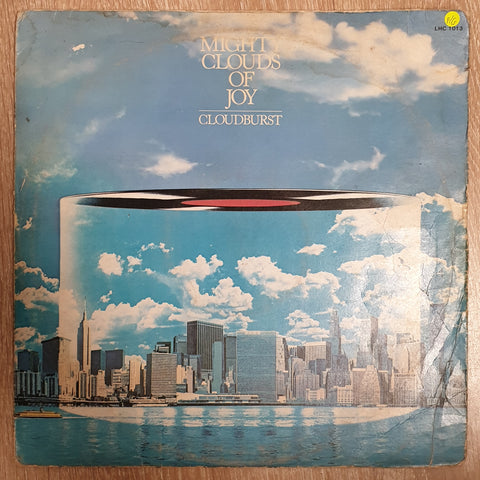 LHC 1013
MIGHTY
CLOUDS
OF
JOY
CLOUDBURST